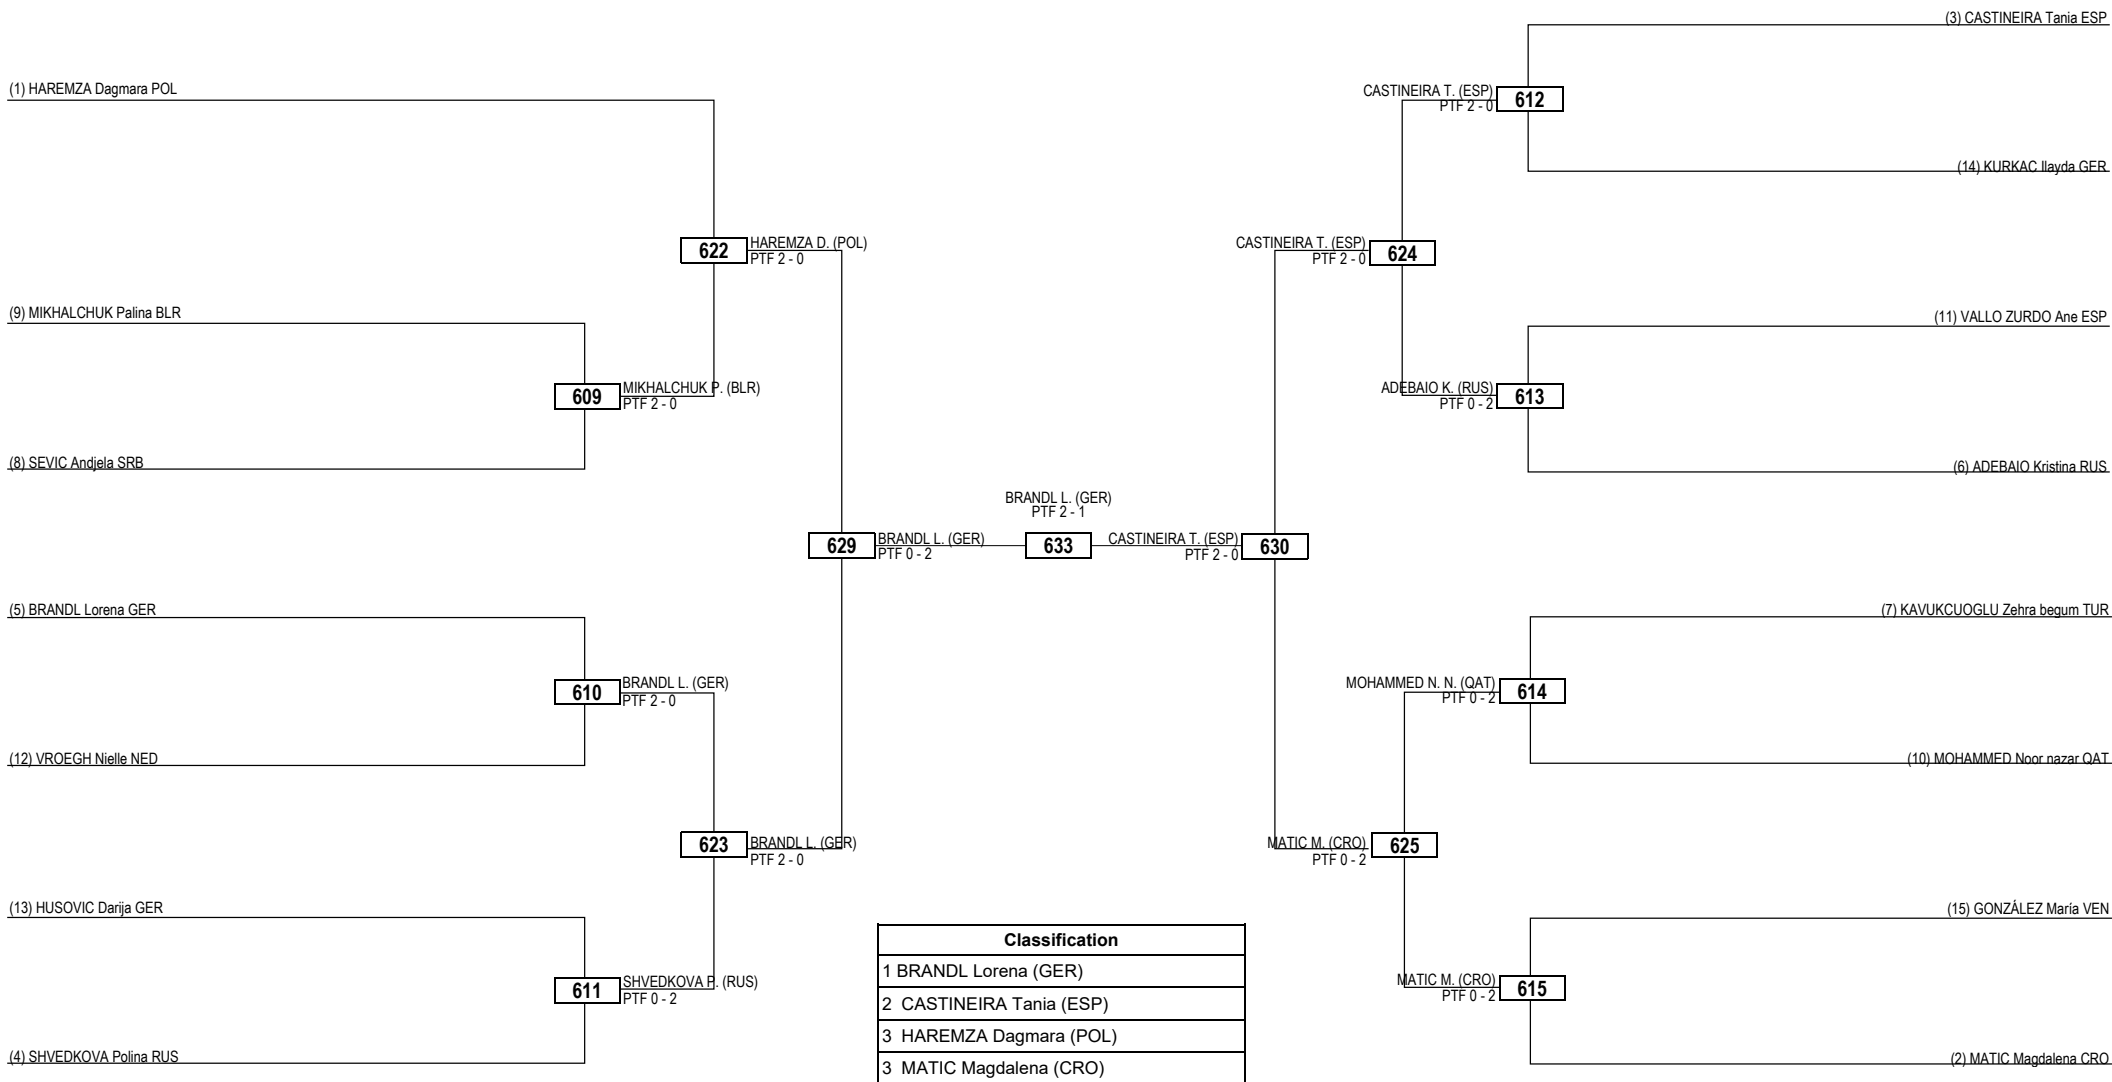 (3) CASTINEIRA Tania ESP
(1) HAREMZA Dagmara POL
CASTINEIRA T. (ESP)
PTF 2 - 0
612
(14) KURKAC Ilayda GER
622
HAREMZA D. (POL)
PTF 2 - 0
CASTINEIRA T. (ESP)
PTF 2 - 0
624
(9) MIKHALCHUK Palina BLR
(11) VALLO ZURDO Ane ESP
609
MIKHALCHUK P. (BLR)
PTF 2 - 0
ADEBAIO K. (RUS)
PTF 0 - 2
613
(8) SEVIC Andjela SRB
(6) ADEBAIO Kristina RUS
BRANDL L. (GER)
PTF 2 - 1
629
BRANDL L. (GER)
PTF 0 - 2
633
CASTINEIRA T. (ESP)
PTF 2 - 0
630
(5) BRANDL Lorena GER
(7) KAVUKCUOGLU Zehra begum TUR
610
BRANDL L. (GER)
PTF 2 - 0
MOHAMMED N. N. (QAT)
PTF 0 - 2
614
(12) VROEGH Nielle NED
(10) MOHAMMED Noor nazar QAT
623
BRANDL L. (GER)
PTF 2 - 0
MATIC M. (CRO)
PTF 0 - 2
625
(13) HUSOVIC Darija GER
(15) GONZÁLEZ María VEN
611
SHVEDKOVA P. (RUS)
PTF 0 - 2
MATIC M. (CRO)
PTF 0 - 2
615
(4) SHVEDKOVA Polina RUS
(2) MATIC Magdalena CRO
Classification
1 BRANDL Lorena (GER)
2 CASTINEIRA Tania (ESP)
3 HAREMZA Dagmara (POL)
3 MATIC Magdalena (CRO)